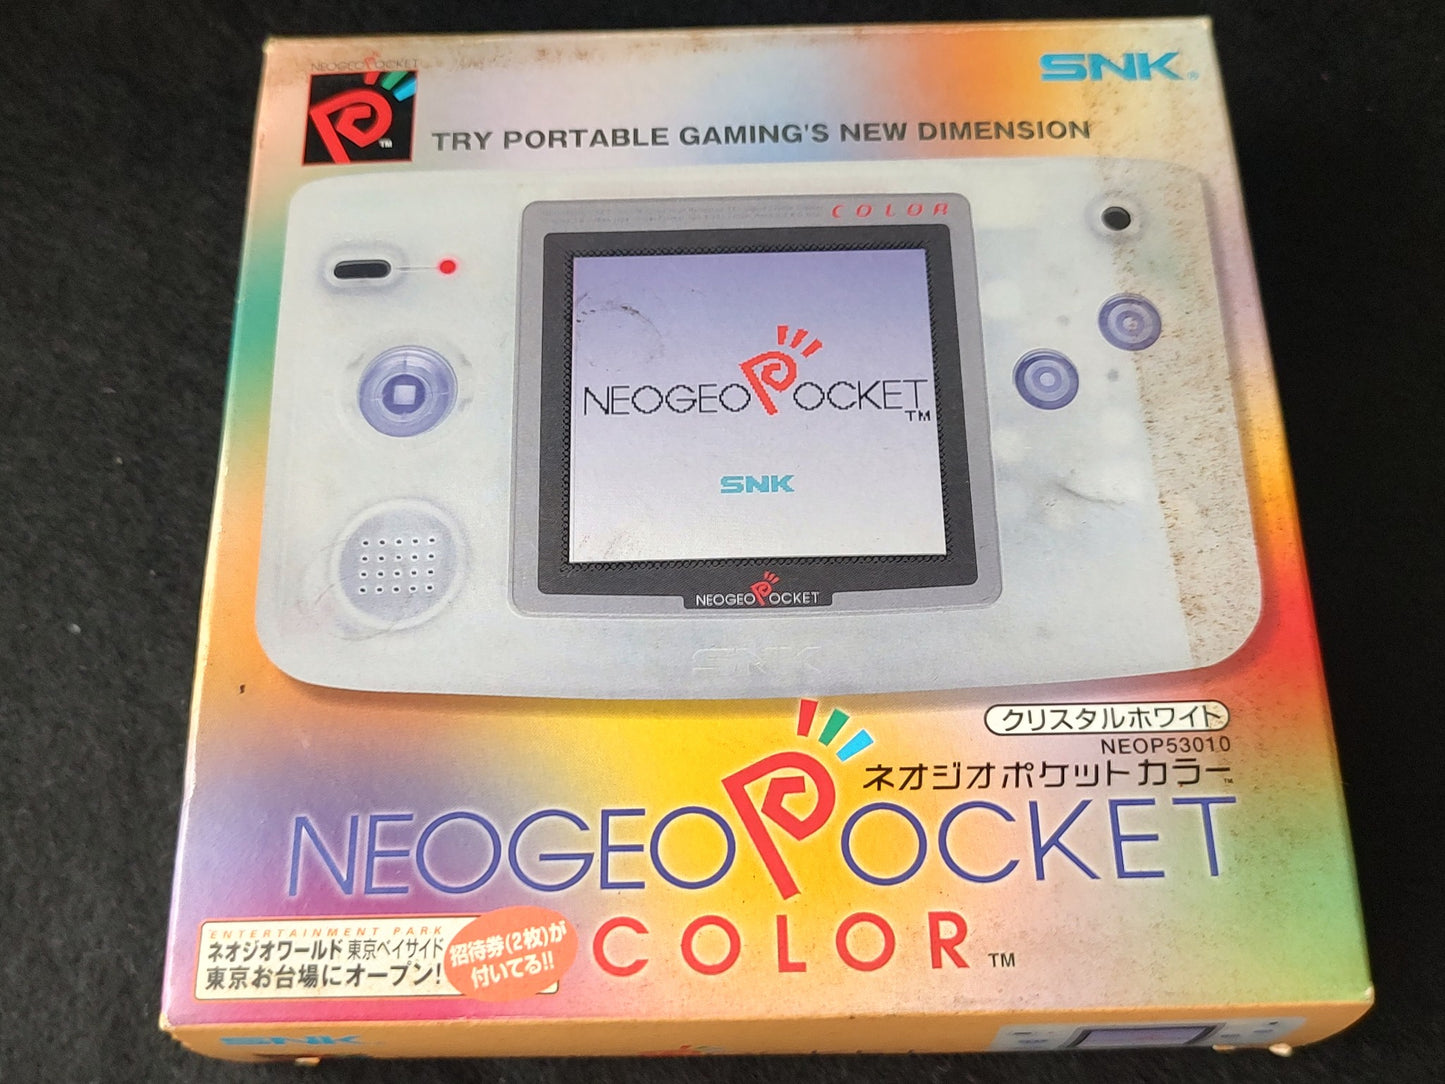 NEOGEO POCKET
TM
SNK®
TRY PORTABLE GAMING'S NEW DIMENSION
COLOR
NEOGEO POCKET
TM
SNK
NEOGEO POCKET
SNK
クリスタルホワイト
NEOP53010
ネオジオポケットカラー
TM
NEOGEO POCKET
COLOR TM
ENTERTAINMENT PARK
ネオジオワールド 東京ベイサイド
東京お台場にオープン!
招待券(2枚)が
付いてる!!
SNK